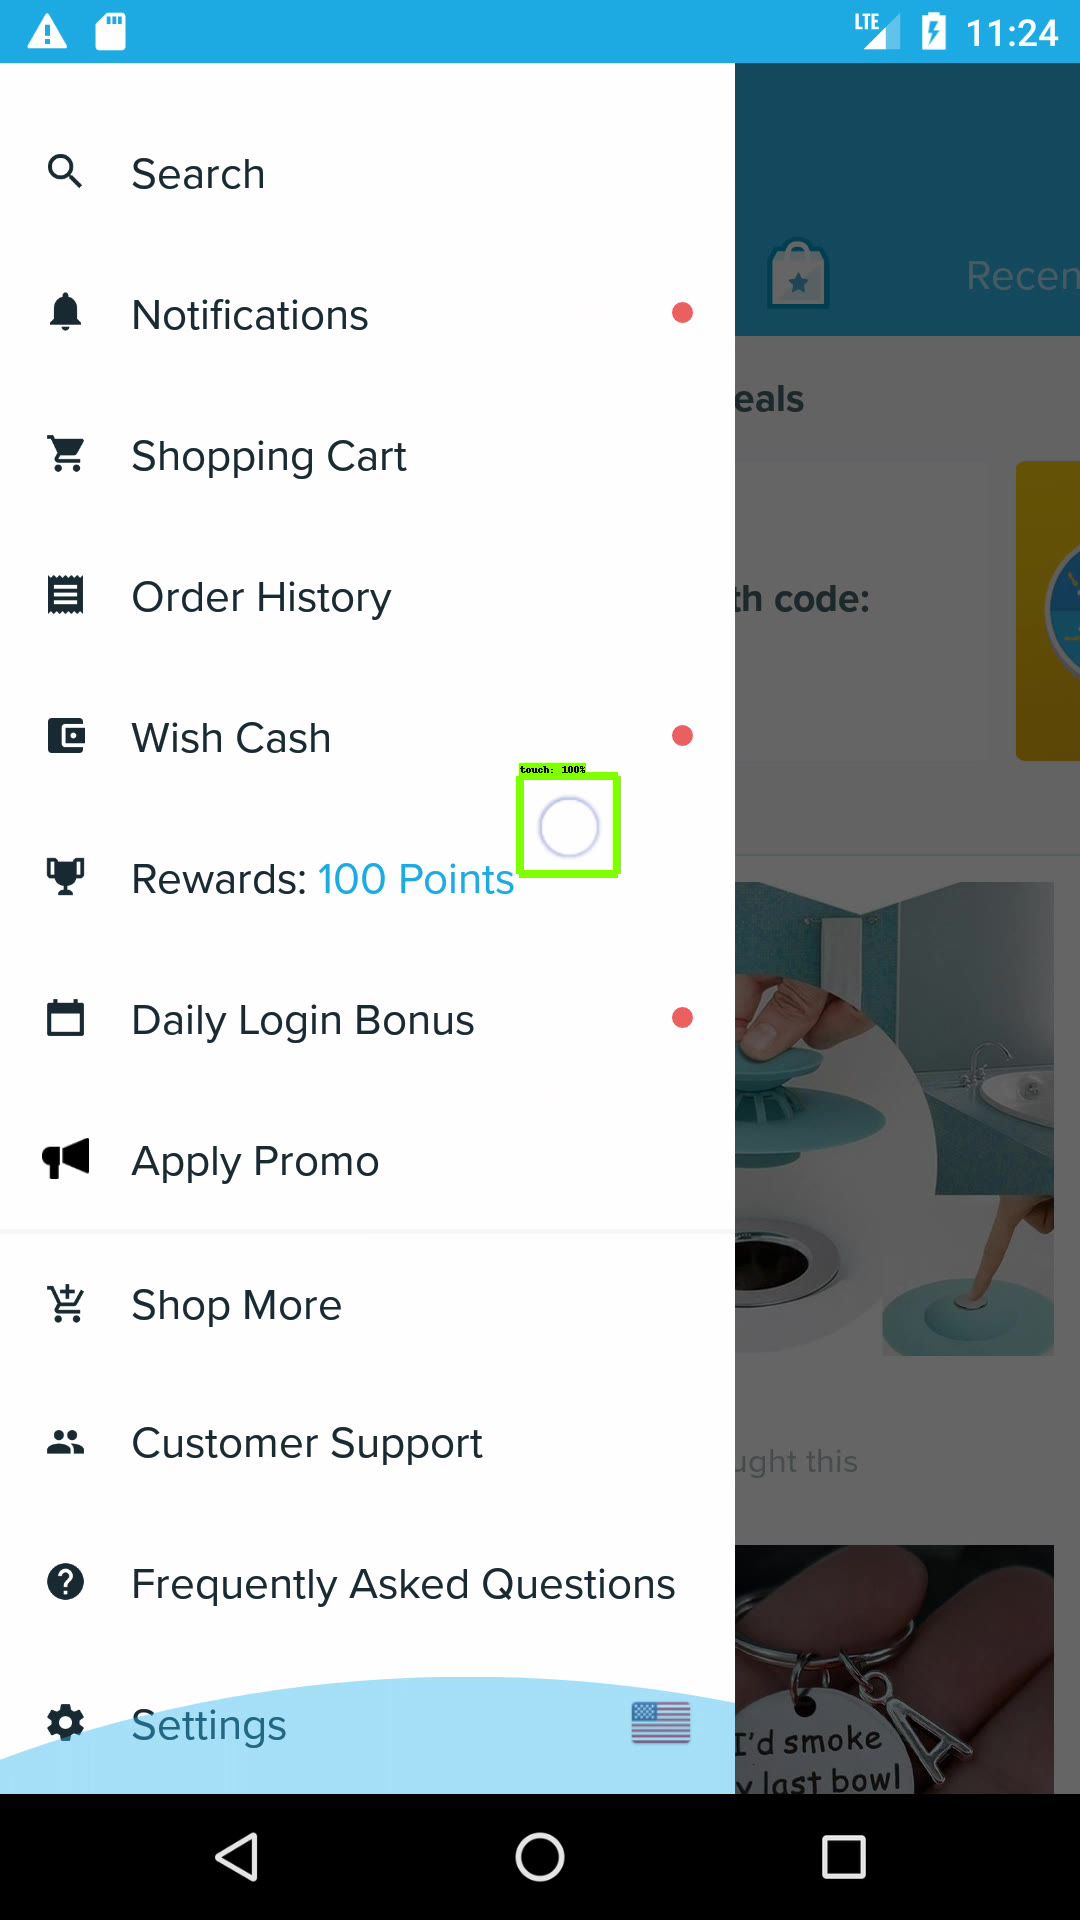 LTE 11:24
Search
Recen
Notifications
eals
Shopping Cart
Order History
th code:
Wish Cash
touch: 100%
Rewards: 100 Points
Daily Login Bonus
Apply Promo
Shop More
Customer Support
ught this
Frequently Asked Questions
Settings
I'd smoke
y last bowl
A